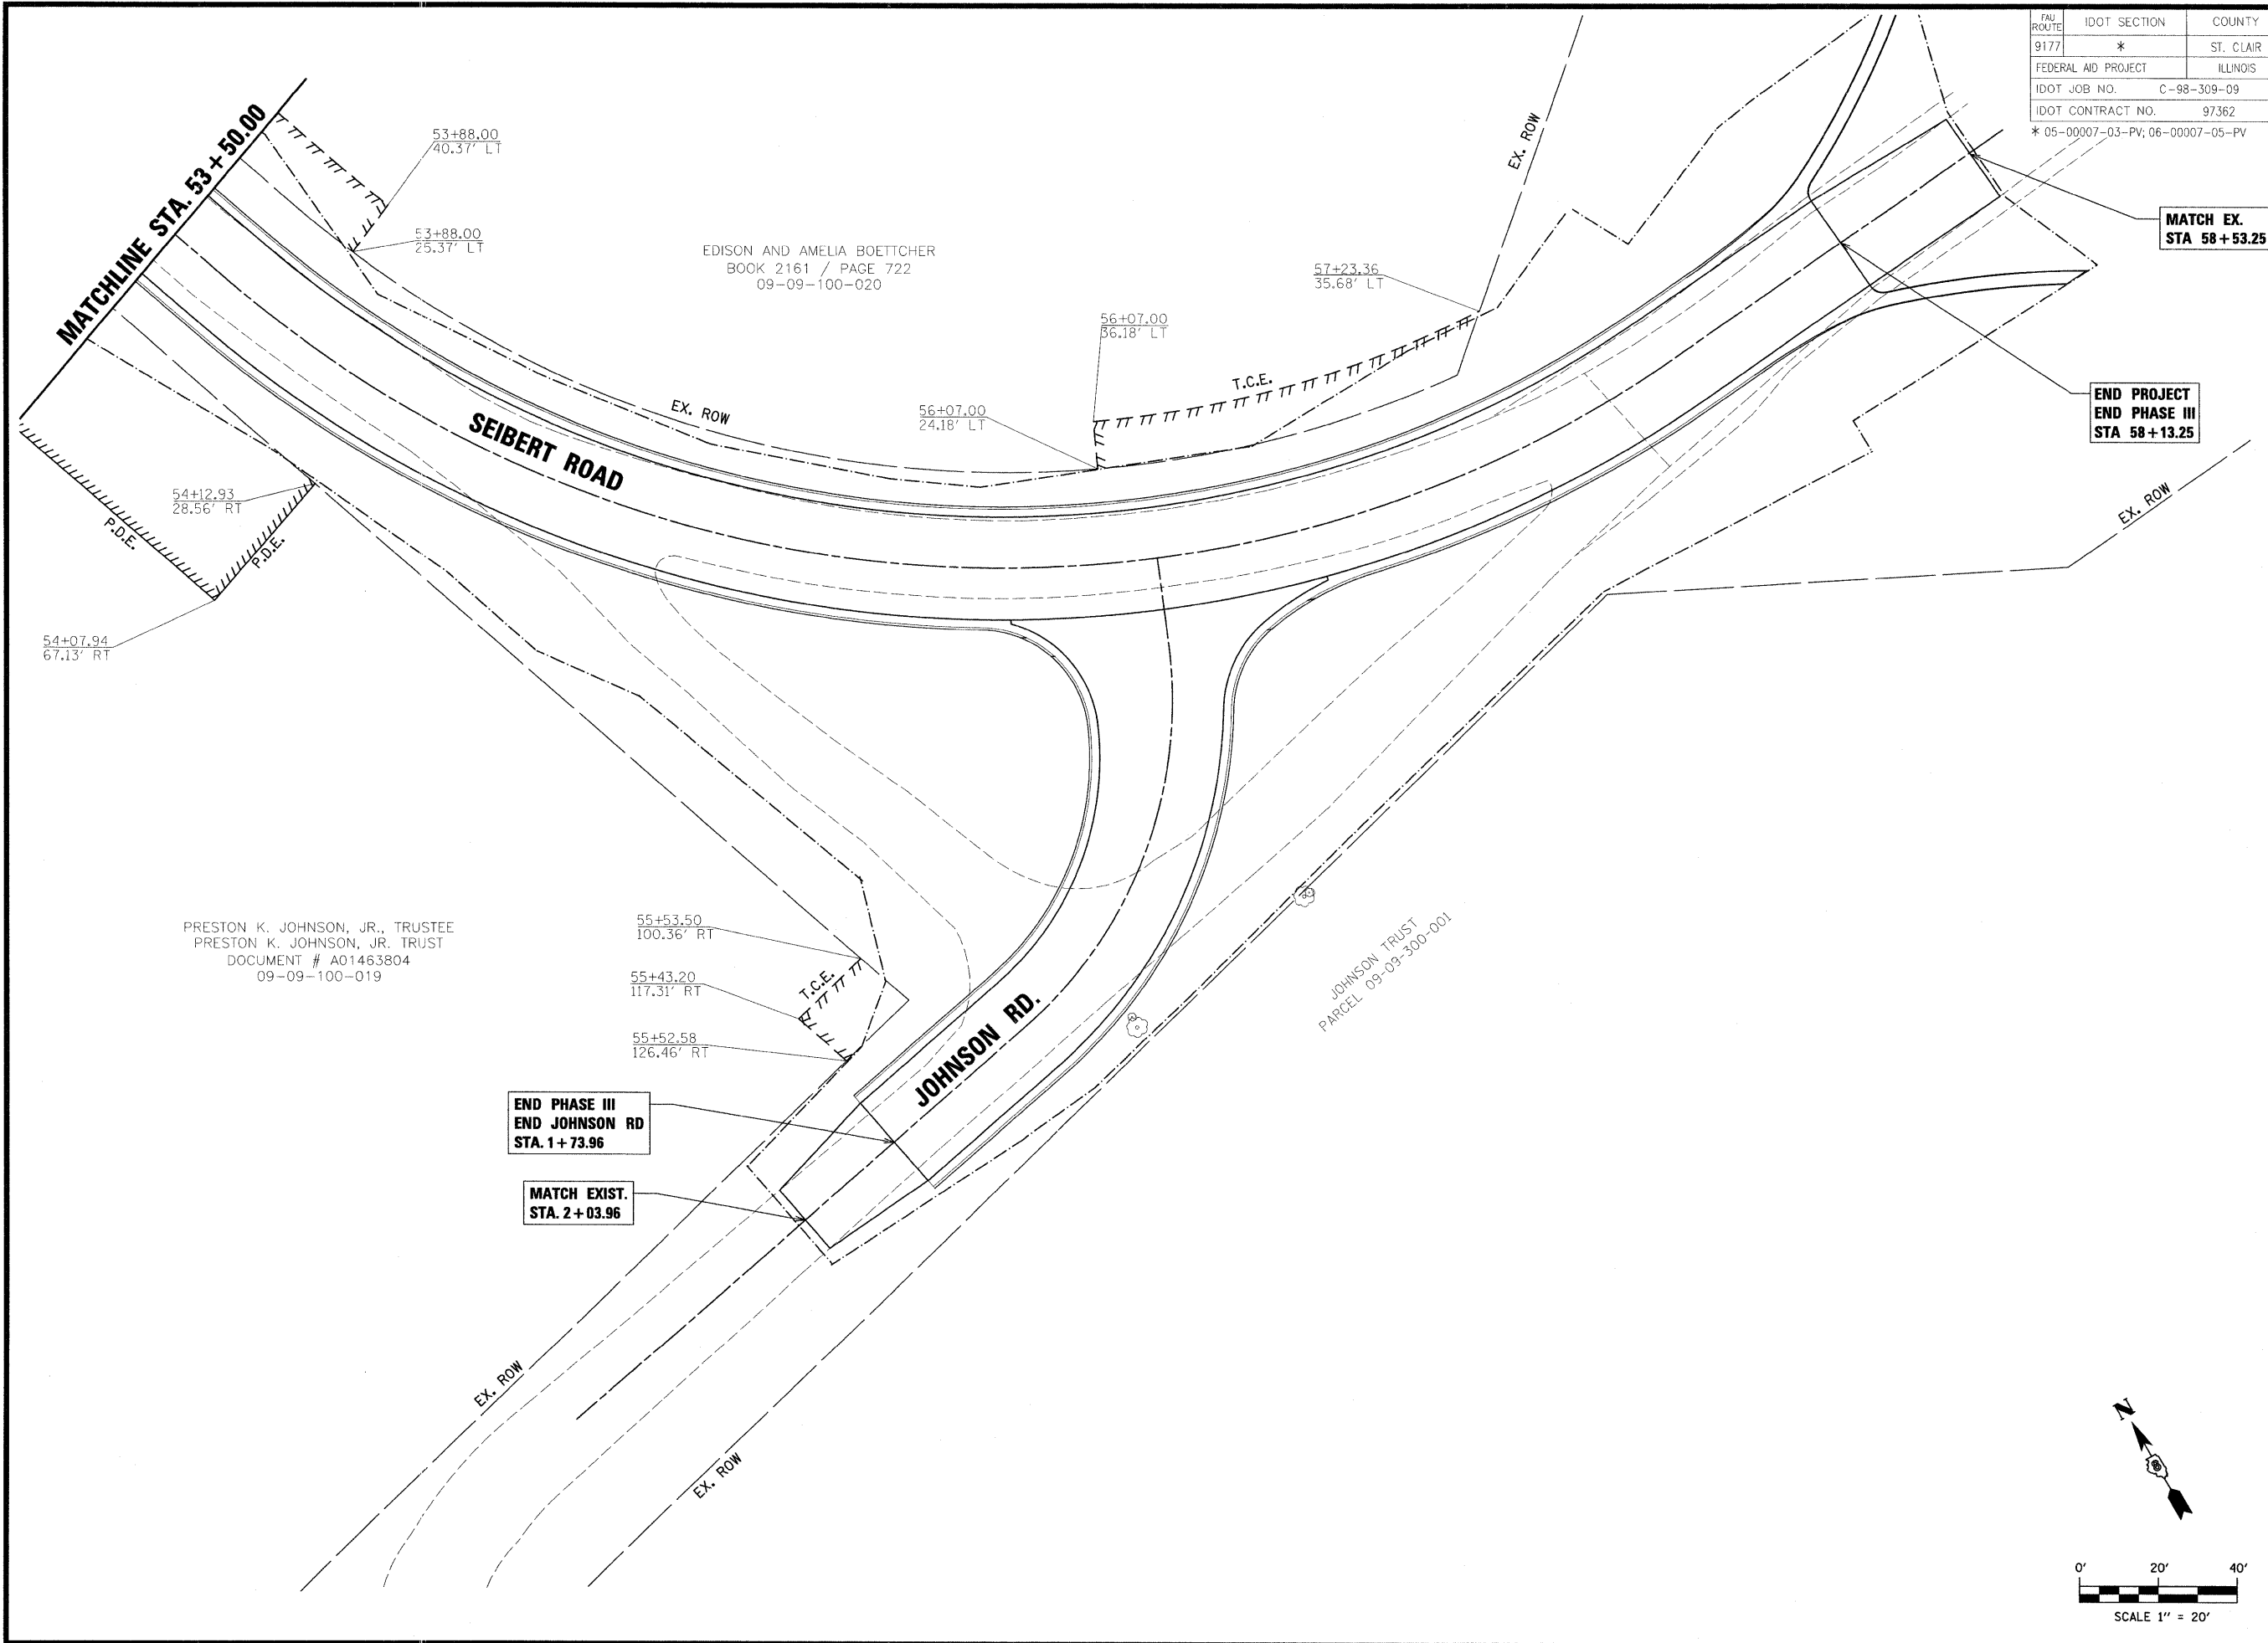 FAU ROUTE IDOT SECTION COUNTY
9177 * ST. CLAIR
FEDERAL AID PROJECT ILLINOIS
IDOT JOB NO. C-98-309-09
IDOT CONTRACT NO. 97362
* 05-00007-03-PV; 06-00007-05-PV
MATCHLINE STA. 53+50.00
53+88.00
40.37' LT
53+88.00
25.37' LT
EDISON AND AMELIA BOETTCHER
BOOK 2161 / PAGE 722
09-09-100-020
EX. ROW
57+23.36
35.68' LT
56+07.00
36.18' LT
T.C.E.
56+07.00
24.18' LT
EX. ROW
SEIBERT ROAD
MATCH EX.
STA 58+53.25
END PROJECT
END PHASE III
STA 58+13.25
EX. ROW
54+12.93
28.56' RT
P.D.E.
P.D.E.
54+07.94
67.13' RT
PRESTON K. JOHNSON, JR., TRUSTEE
PRESTON K. JOHNSON, JR. TRUST
DOCUMENT # A01463804
09-09-100-019
55+53.50
100.36' RT
55+43.20
117.31' RT
T.C.E.
55+52.58
126.46' RT
JOHNSON RD.
JOHNSON TRUST
PARCEL 09-09-300-001
END PHASE III
END JOHNSON RD
STA. 1+73.96
MATCH EXIST.
STA. 2+03.96
EX. ROW
EX. ROW
N
0' 20' 40'
SCALE 1" = 20'